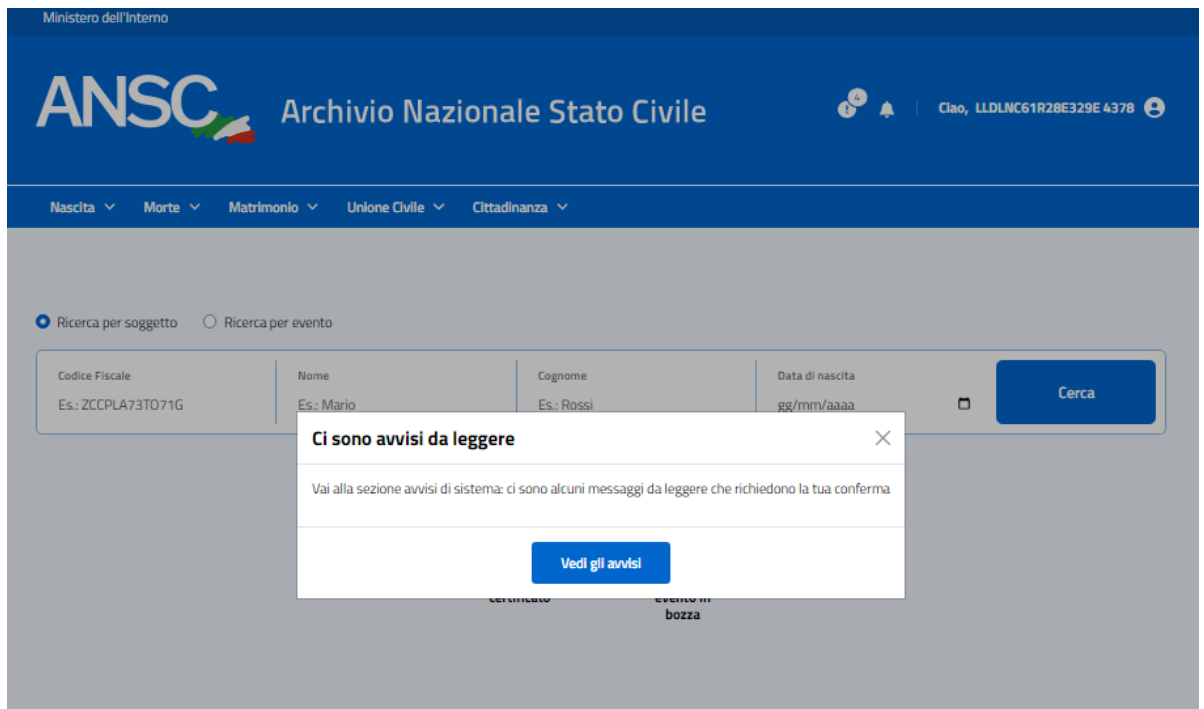 Ministero dell'Interno
ANSC
Archivio Nazionale Stato Civile
4
Ciao, LLDLNC61R28E329E 4378
Nascita
Morte
Matrimonio
Unione Civile
Cittadinanza
Ricerca per soggetto
Ricerca per evento
Codice Fiscale
Nome
Cognome
Data di nascita
Es.: ZCCPLA73TO71G
Es.: Mario
Es.: Rossi
gg/mm/aaaa
Cerca
Ci sono avvisi da leggere
Vai alla sezione avvisi di sistema: ci sono alcuni messaggi da leggere che richiedono la tua conferma
Vedi gli avvisi
certificato
evento in
bozza